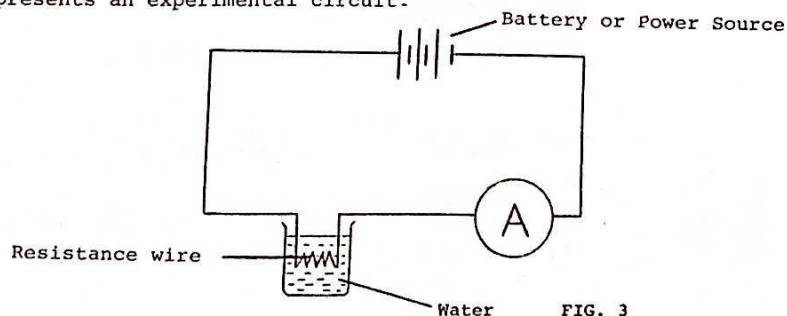 presents an experimental circuit.
Battery or Power Source
A
Resistance wire
Water
FIG. 3